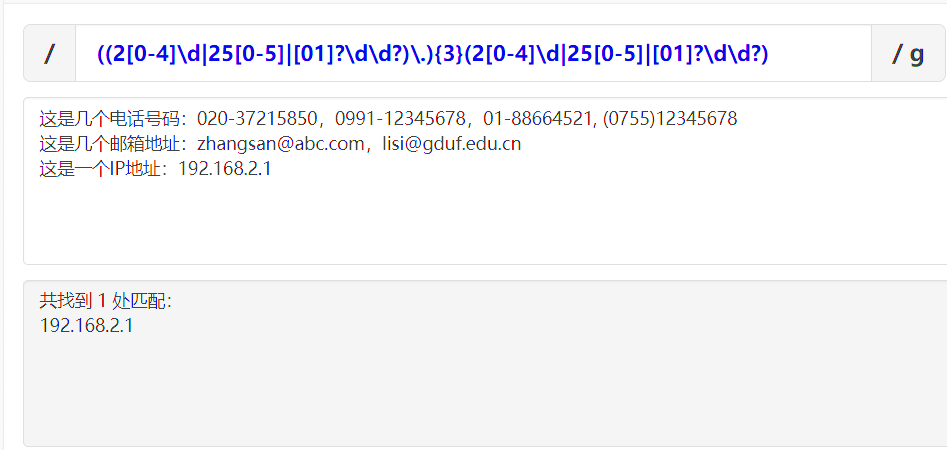 / ((2[0-4]\d|25[0-5]|[01]?\d\d?)\.){3}(2[0-4]\d|25[0-5]|[01]?\d\d?) / g
这是几个电话号码：020-37215850，0991-12345678，01-88664521, (0755)12345678
这是几个邮箱地址：zhangsan@abc.com，lisi@gduf.edu.cn
这是一个IP地址：192.168.2.1
共找到 1 处匹配：
192.168.2.1